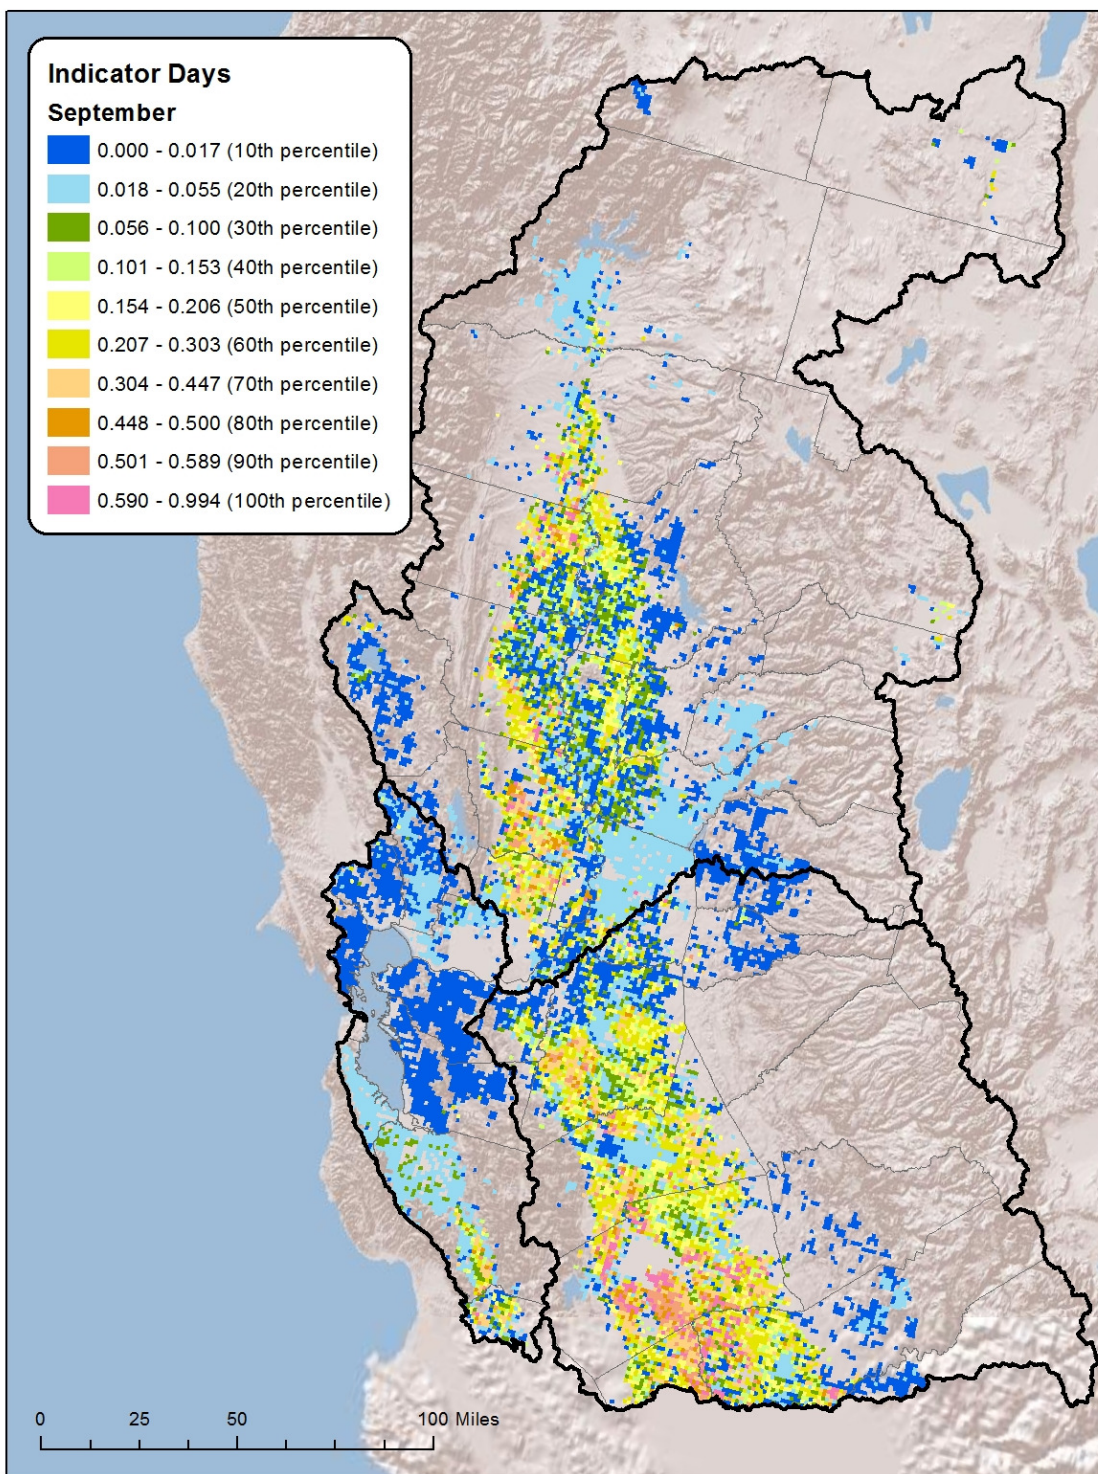 Indicator Days
September
0.000 - 0.017 (10th percentile)
0.018 - 0.055 (20th percentile)
0.056 - 0.100 (30th percentile)
0.101 - 0.153 (40th percentile)
0.154 - 0.206 (50th percentile)
0.207 - 0.303 (60th percentile)
0.304 - 0.447 (70th percentile)
0.448 - 0.500 (80th percentile)
0.501 - 0.589 (90th percentile)
0.590 - 0.994 (100th percentile)
0 25 50 100 Miles